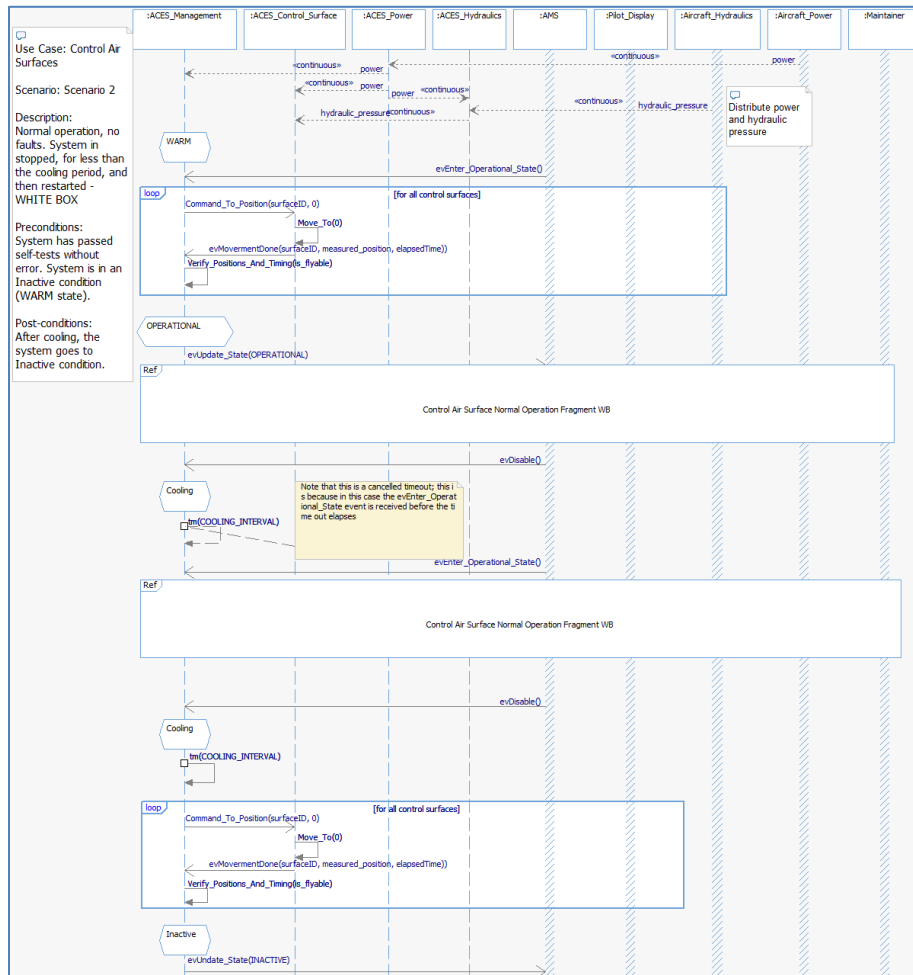 :ACES_Management :ACES_Control_Surface :ACES_Power :ACES_Hydraulics :AMS :Pilot_Display :Aircraft_Hydraulics :Aircraft_Power :Maintainer
Use Case: Control Air
Surfaces
Scenario: Scenario 2
Description:
Normal operation, no
faults. System in
stopped, for less than
the cooling period, and
then restarted -
WHITE BOX
Preconditions:
System has passed
self-tests without
error. System is in an
Inactive condition
(WARM state).
Post-conditions:
After cooling, the
system goes to
Inactive condition.
«continuous» power
«continuous» power
«continuous» power
power «continuous»
«continuous» hydraulic_pressure
hydraulic_pressure «continuous»
Distribute power
and hydraulic
pressure
WARM
evEnter_Operational_State()
loop [for all control surfaces]
Command_To_Position(surfaceID, 0)
Move_To(0)
evMovermentDone(surfaceID, measured_position, elapsedTime))
Verify_Positions_And_Timing(is_flyable)
OPERATIONAL
evUpdate_State(OPERATIONAL)
Ref
Control Air Surface Normal Operation Fragment WB
evDisable()
Cooling
Note that this is a cancelled timeout; this i
s because in this case the evEnter_Operat
ional_State event is received before the ti
me out elapses
tm(COOLING_INTERVAL)
evEnter_Operational_State()
Ref
Control Air Surface Normal Operation Fragment WB
evDisable()
Cooling
tm(COOLING_INTERVAL)
loop [for all control surfaces]
Command_To_Position(surfaceID, 0)
Move_To(0)
evMovermentDone(surfaceID, measured_position, elapsedTime))
Verify_Positions_And_Timing(is_flyable)
Inactive
evUpdate_State(INACTIVE)